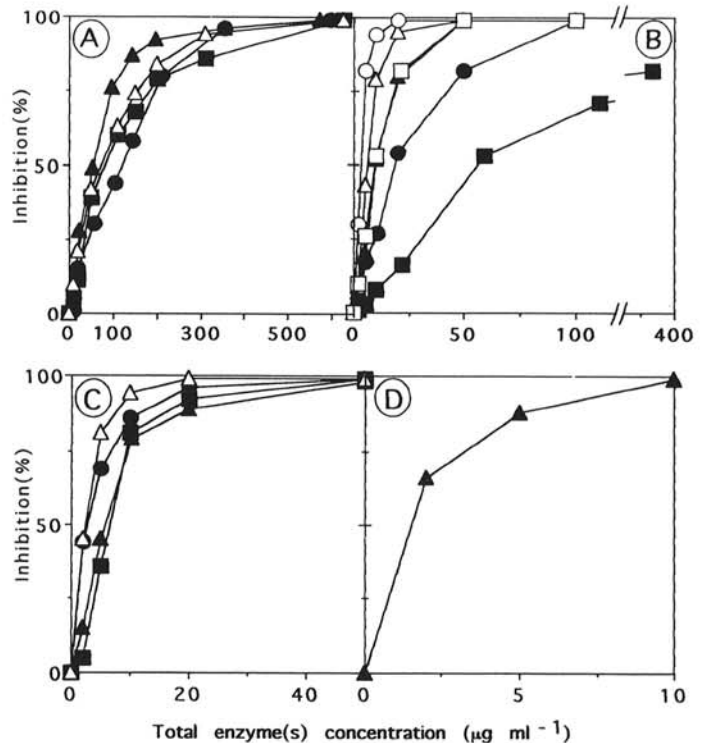 A
B
100
50
0
Inhibition(%)
0 100 300 500
0 50 100 400
C
D
100
50
0
Inhibition(%)
0 20 40
0 5 10
Total enzyme(s) concentration (μg ml⁻¹)